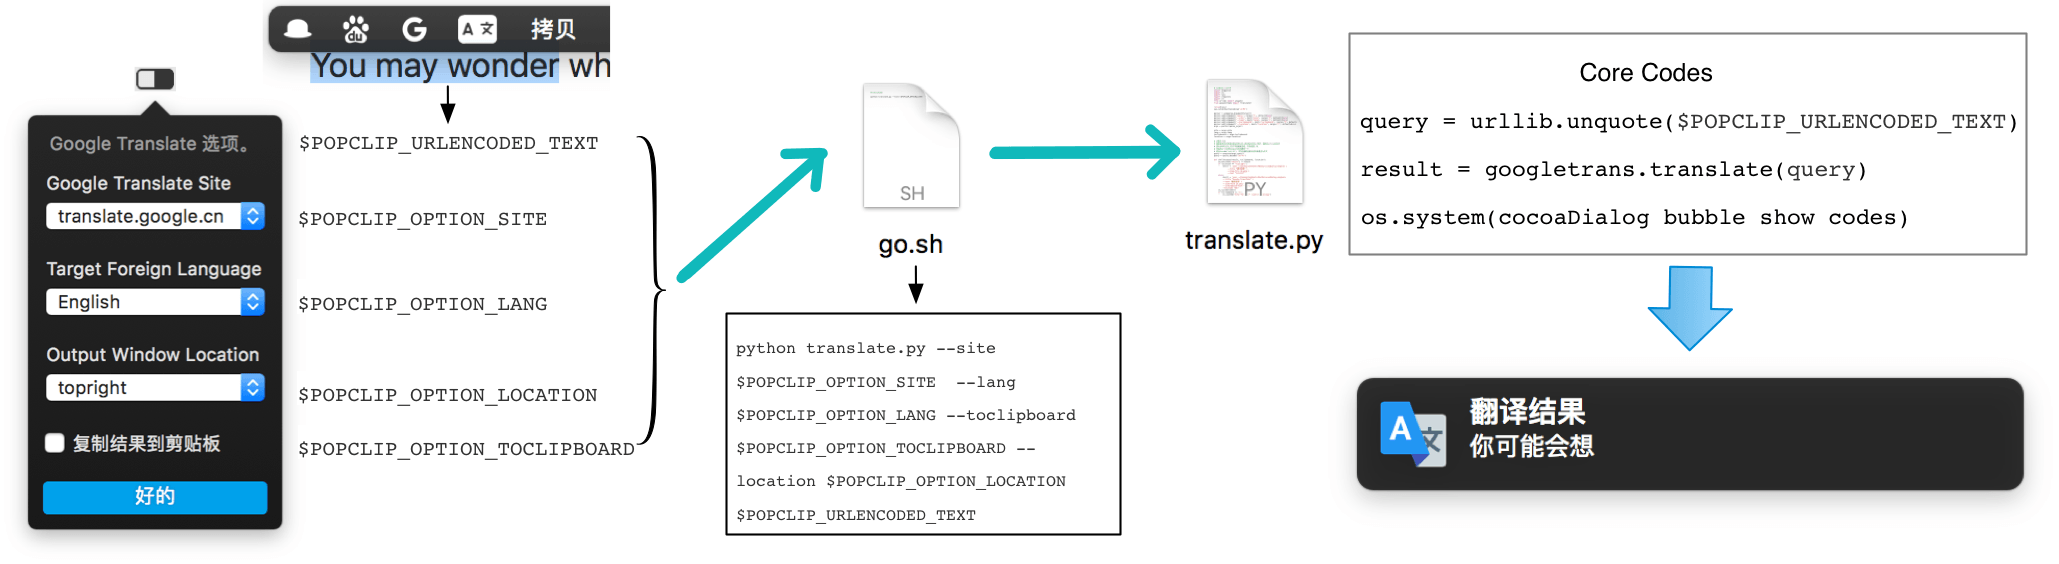 du
G
A 文
拷贝
You may wonder wh
Google Translate 选项。
Google Translate Site
translate.google.cn
Target Foreign Language
English
Output Window Location
topright
复制结果到剪贴板
好的
$POPCLIP_URLENCODED_TEXT
$POPCLIP_OPTION_SITE
$POPCLIP_OPTION_LANG
$POPCLIP_OPTION_LOCATION
$POPCLIP_OPTION_TOCLIPBOARD
SH
go.sh
python translate.py --site
$POPCLIP_OPTION_SITE --lang
$POPCLIP_OPTION_LANG --toclipboard
$POPCLIP_OPTION_TOCLIPBOARD --
location $POPCLIP_OPTION_LOCATION
$POPCLIP_URLENCODED_TEXT
PY
translate.py
Core Codes
query = urllib.unquote($POPCLIP_URLENCODED_TEXT)
result = googletrans.translate(query)
os.system(cocoaDialog bubble show codes)
A 文
翻译结果
你可能会想